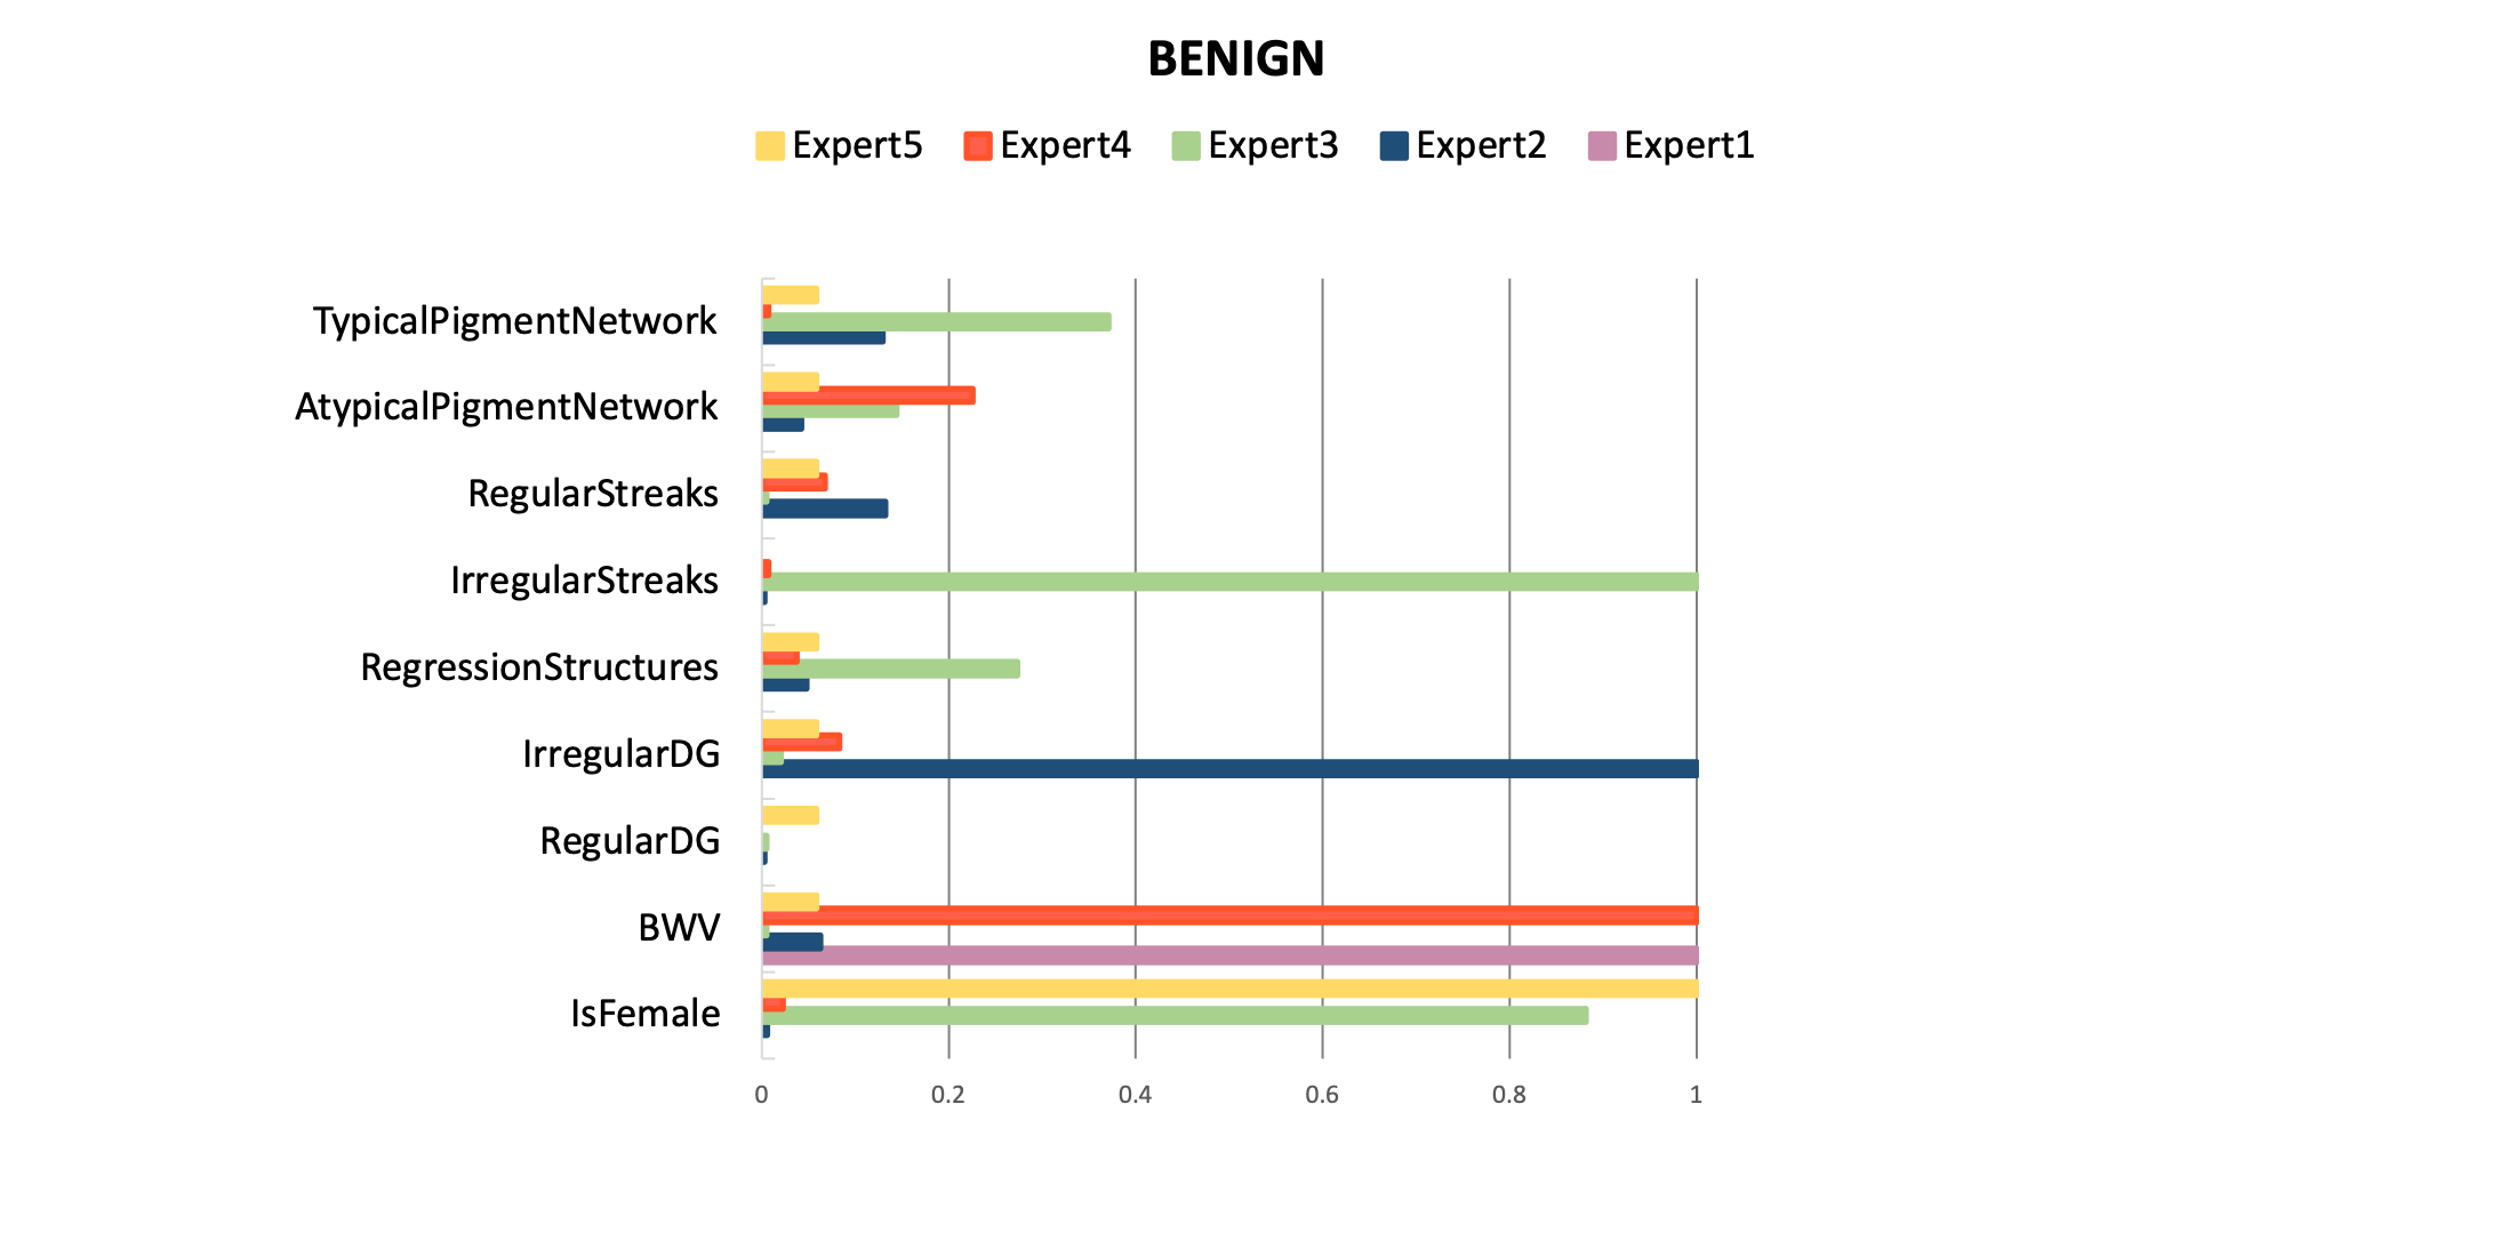 BENIGN
Expert5 Expert4 Expert3 Expert2 Expert1
TypicalPigmentNetwork
AtypicalPigmentNetwork
RegularStreaks
IrregularStreaks
RegressionStructures
IrregularDG
RegularDG
BWV
IsFemale
0 0.2 0.4 0.6 0.8 1